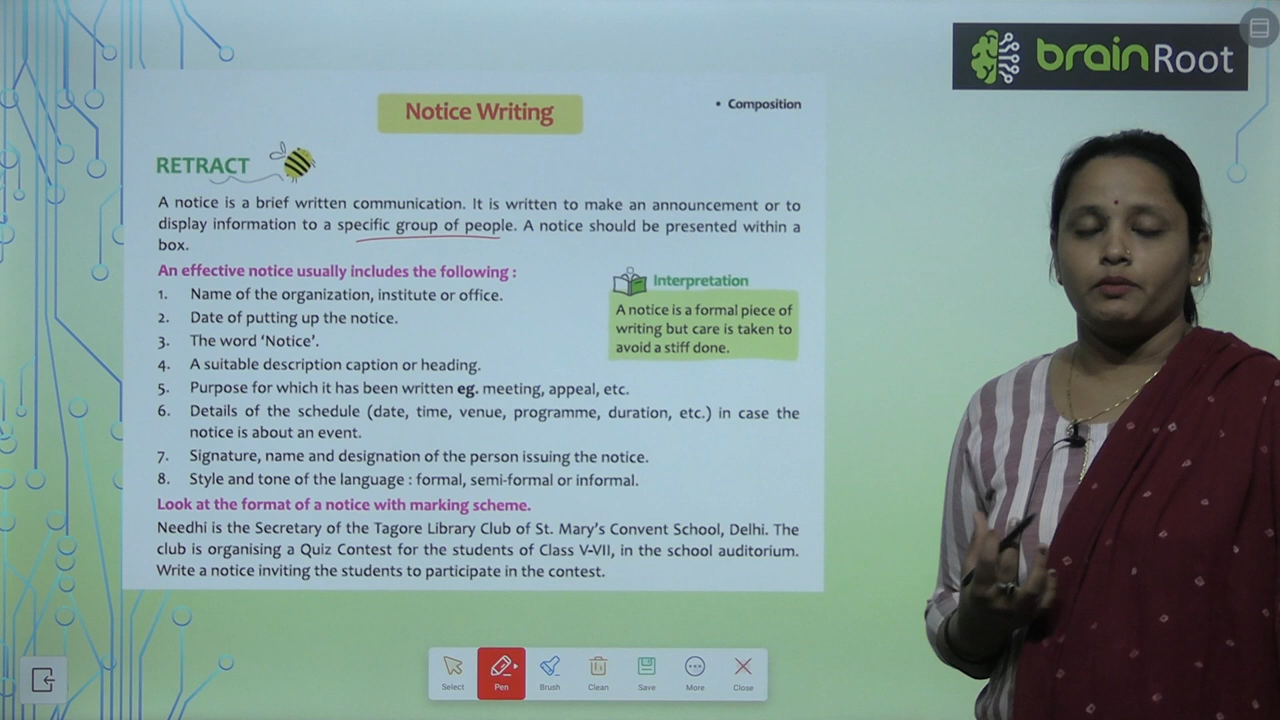 brainRoot
Notice Writing
• Composition
RETRACT
A notice is a brief written communication. It is written to make an announcement or to
display information to a specific group of people. A notice should be presented within a
box.
An effective notice usually includes the following :
1. Name of the organization, institute or office.
2. Date of putting up the notice.
3. The word ‘Notice’.
4. A suitable description caption or heading.
5. Purpose for which it has been written eg. meeting, appeal, etc.
6. Details of the schedule (date, time, venue, programme, duration, etc.) in case the
notice is about an event.
7. Signature, name and designation of the person issuing the notice.
8. Style and tone of the language : formal, semi-formal or informal.
Interpretation
A notice is a formal piece of
writing but care is taken to
avoid a stiff done.
Look at the format of a notice with marking scheme.
Needhi is the Secretary of the Tagore Library Club of St. Mary’s Convent School, Delhi. The
club is organising a Quiz Contest for the students of Class V-VII, in the school auditorium.
Write a notice inviting the students to participate in the contest.
Select Pen Brush Clean Save More Close